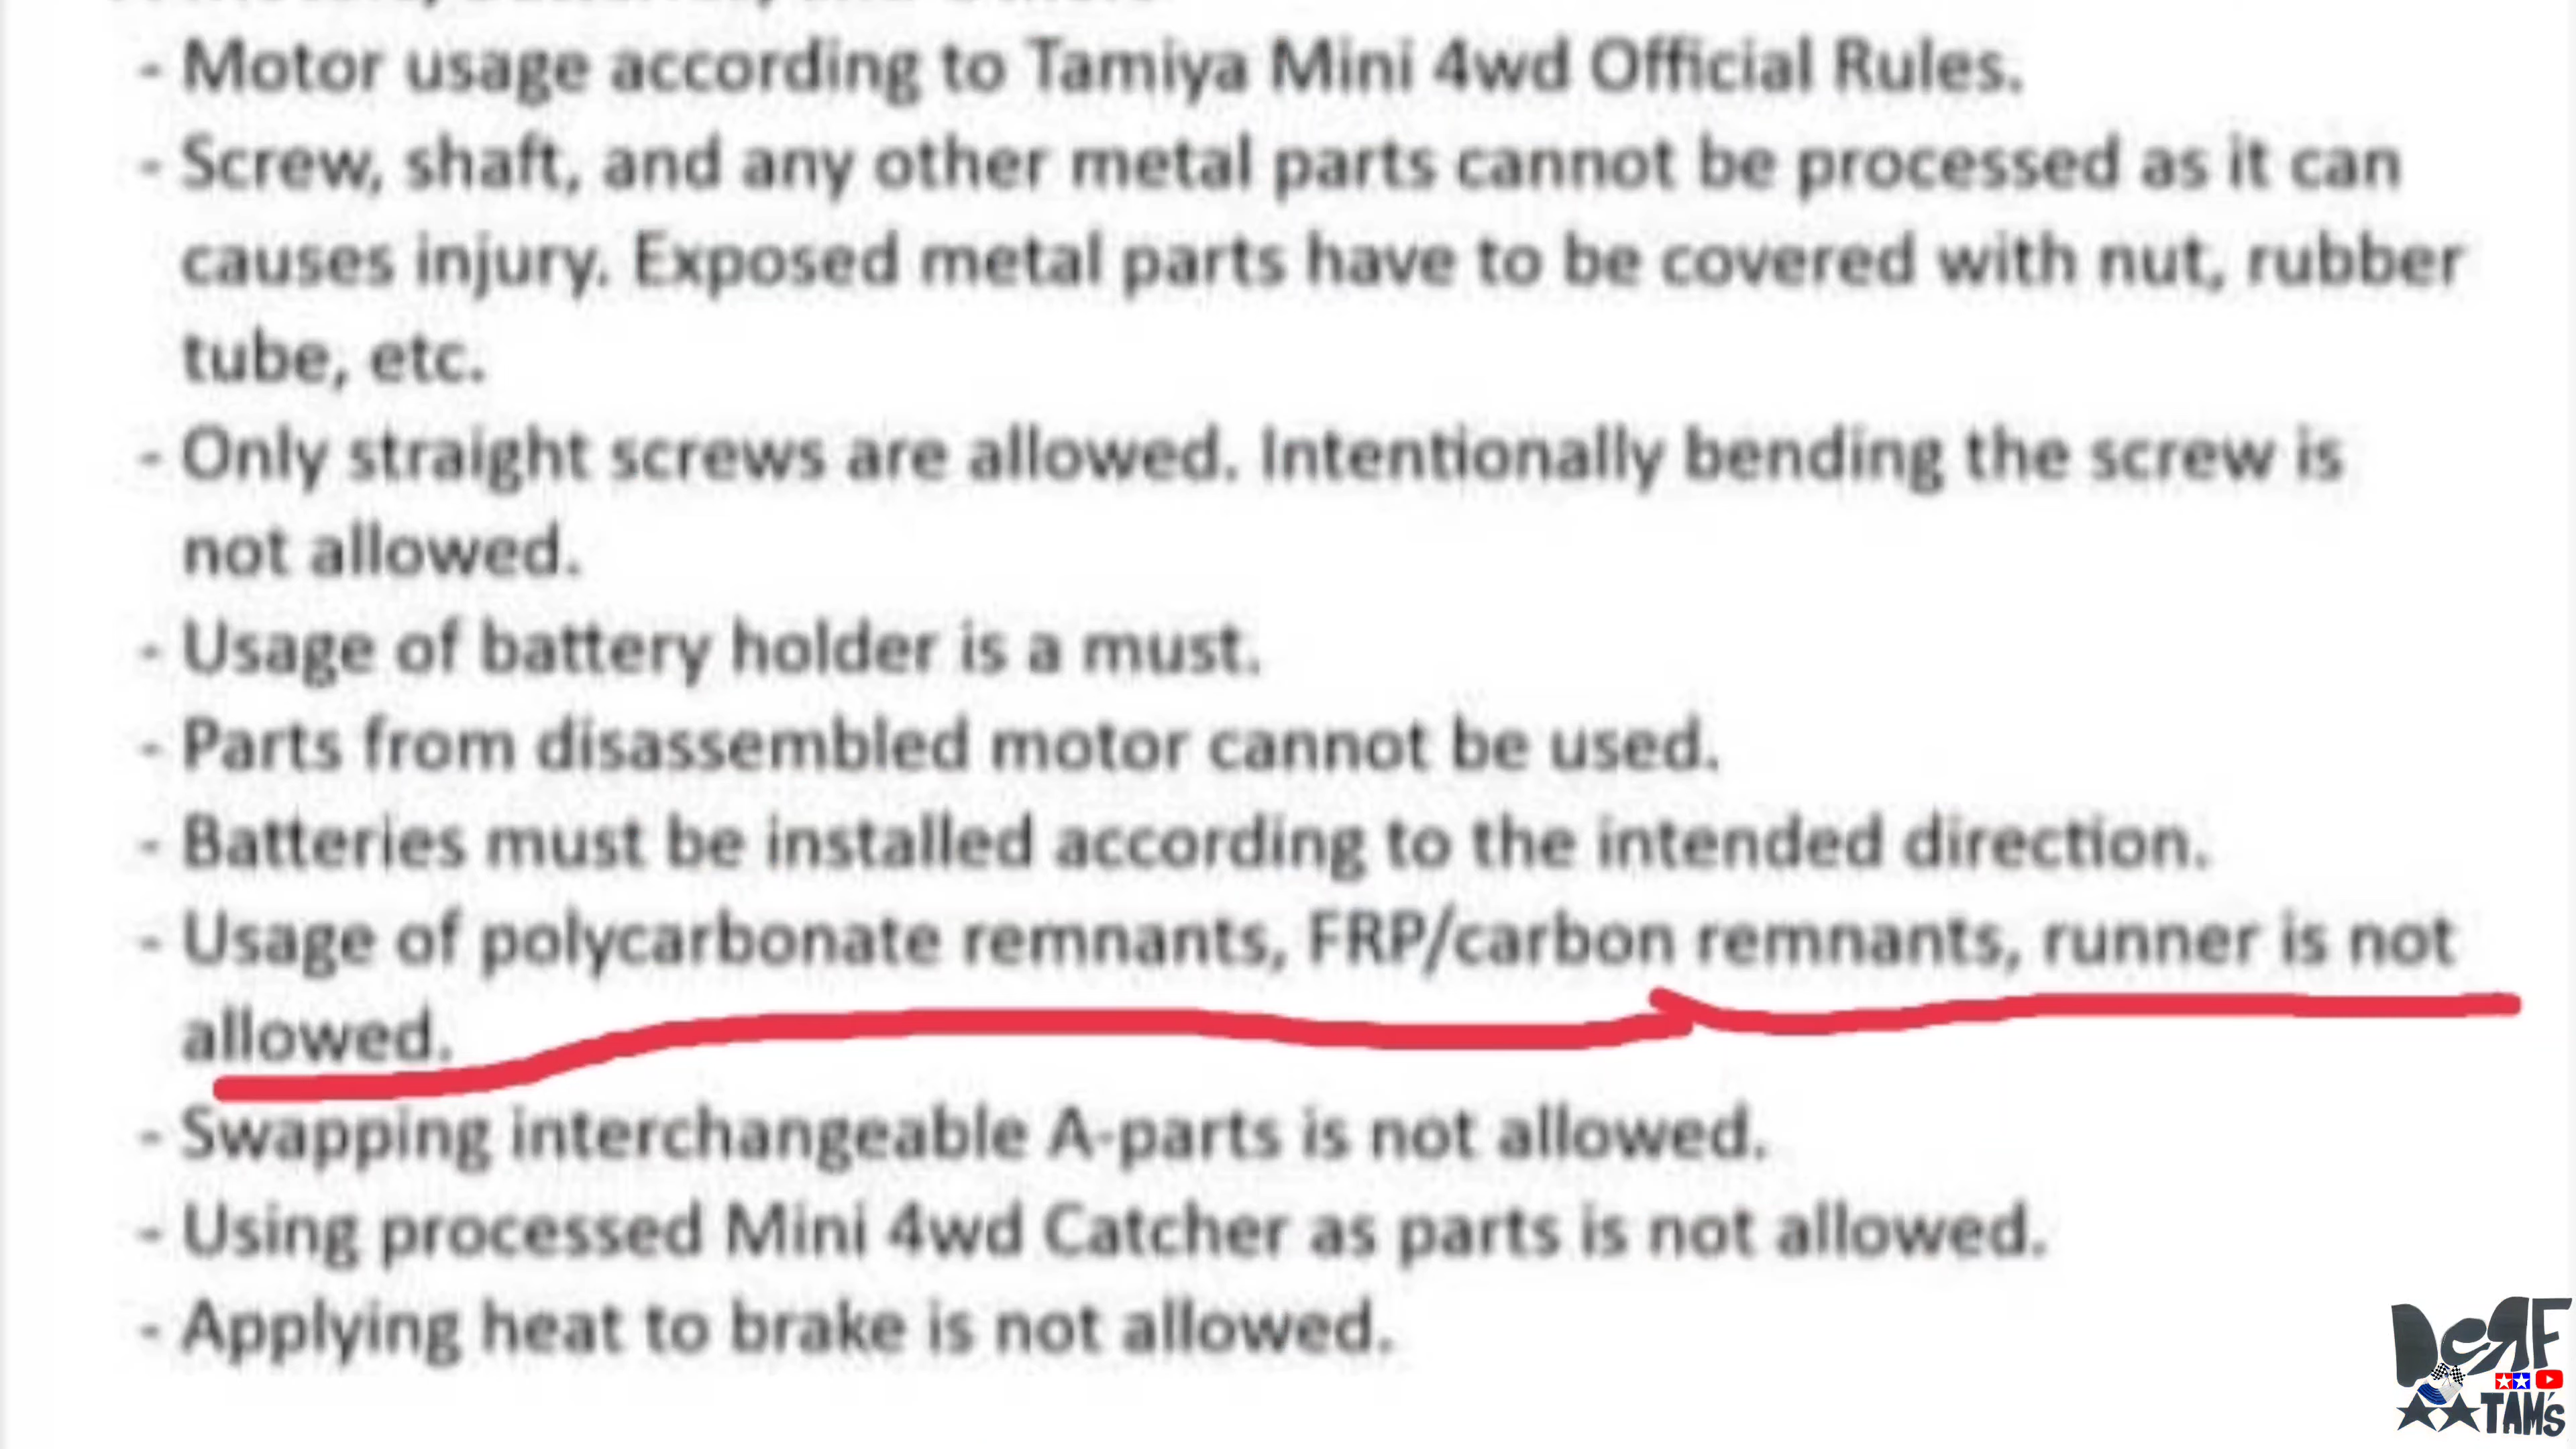 - Motor usage according to Tamiya Mini 4wd Official Rules.
- Screw, shaft, and any other metal parts cannot be processed as it can
causes injury. Exposed metal parts have to be covered with nut, rubber
tube, etc.
- Only straight screws are allowed. Intentionally bending the screw is
not allowed.
- Usage of battery holder is a must.
- Parts from disassembled motor cannot be used.
- Batteries must be installed according to the intended direction.
- Usage of polycarbonate remnants, FRP/carbon remnants, runner is not
allowed.
- Swapping interchangeable A-parts is not allowed.
- Using processed Mini 4wd Catcher as parts is not allowed.
- Applying heat to brake is not allowed.
DeRF
TAM's